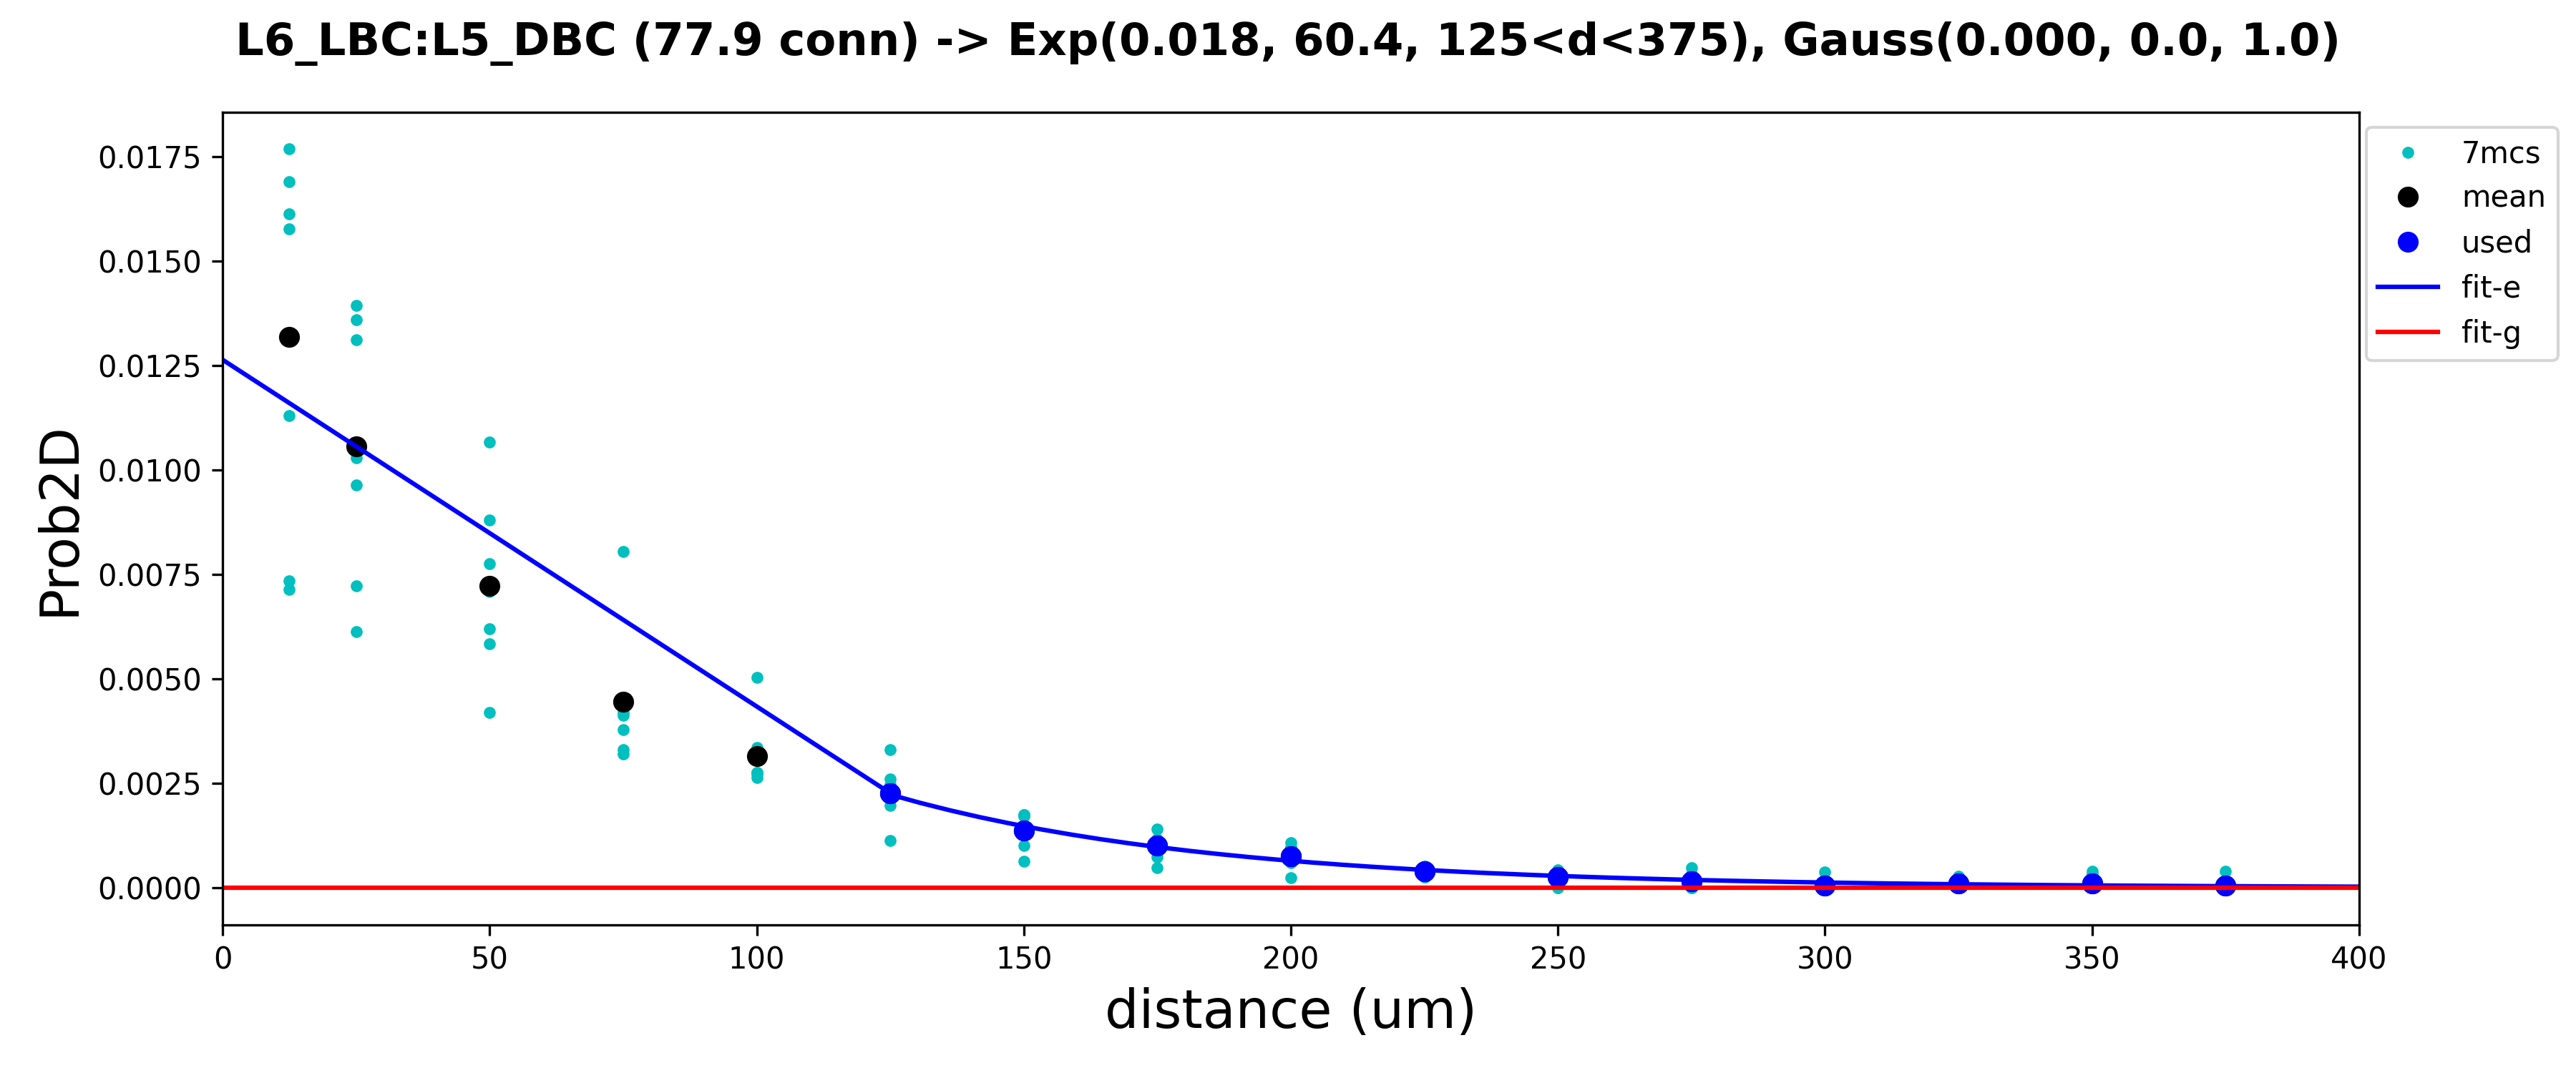 L6_LBC:L5_DBC (77.9 conn) -> Exp(0.018, 60.4, 125<d<375), Gauss(0.000, 0.0, 1.0)
0.0175
0.0150
0.0125
0.0100
0.0075
0.0050
0.0025
0.0000
Prob2D
0 50 100 150 200 250 300 350 400
distance (um)
7mcs
mean
used
fit-e
fit-g